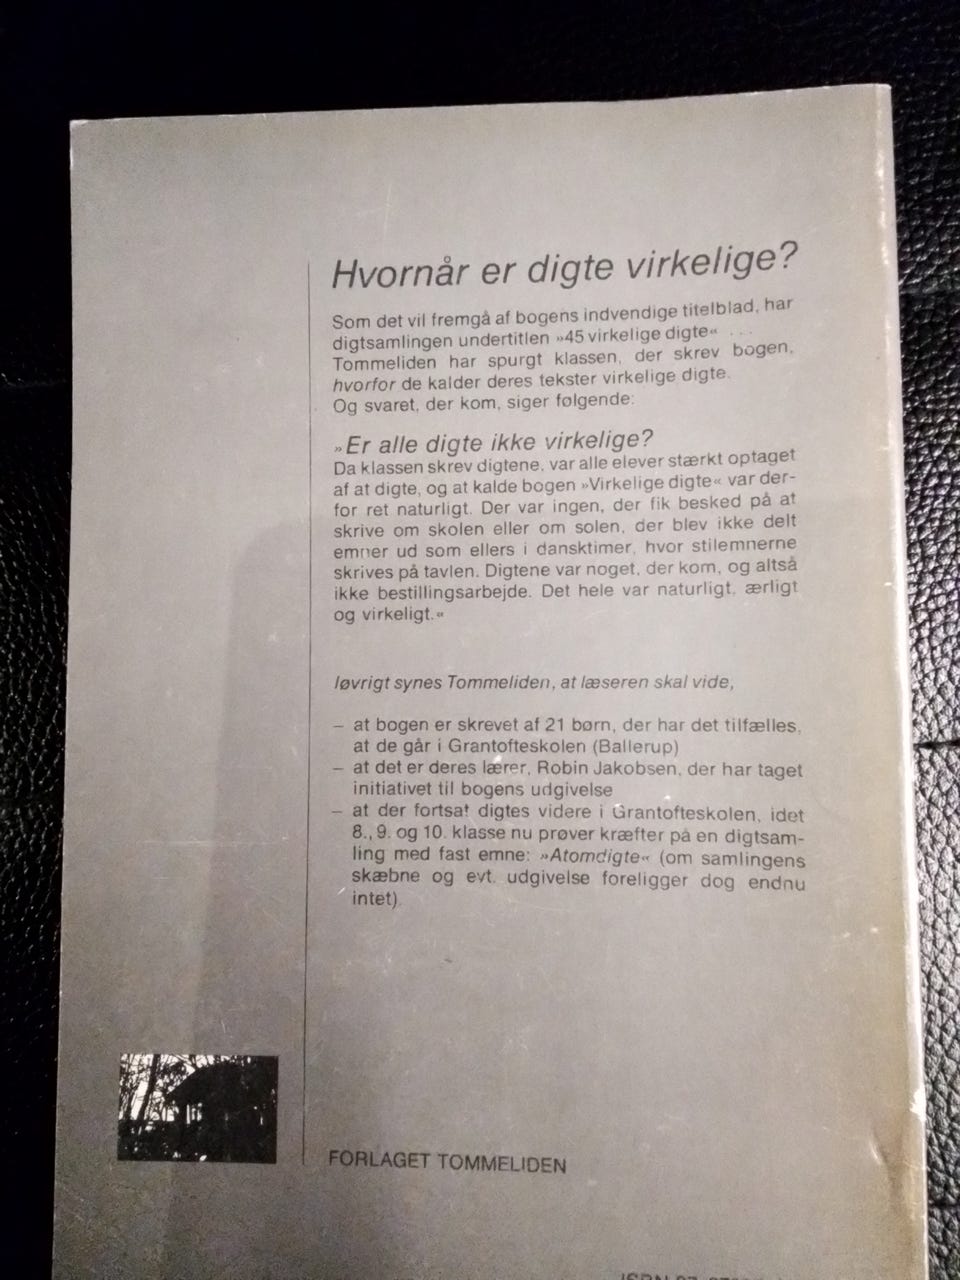 Hvornår er digte virkelige?
Som det vil fremgå af bogens indvendige titelblad, har
digtsamlingen undertitlen »45 virkelige digte« ...
Tommeliden har spurgt klassen, der skrev bogen,
hvorfor de kalder deres tekster virkelige digte.
Og svaret, der kom, siger følgende:
»Er alle digte ikke virkelige?
Da klassen skrev digtene, var alle elever stærkt optaget
af at digte, og at kalde bogen »Virkelige digte« var der-
for ret naturligt. Der var ingen, der fik besked på at
skrive om skolen eller om solen, der blev ikke delt
emner ud som ellers i dansktimer, hvor stilemnerne
skrives på tavlen. Digtene var noget, der kom, og altså
ikke bestillingsarbejde. Det hele var naturligt, ærligt
og virkeligt.«
Iøvrigt synes Tommeliden, at læseren skal vide,
– at bogen er skrevet af 21 børn, der har det tilfælles,
at de går i Grantofteskolen (Ballerup)
– at det er deres lærer, Robin Jakobsen, der har taget
initiativet til bogens udgivelse
– at der fortsat digtes videre i Grantofteskolen, idet
8., 9. og 10. klasse nu prøver kræfter på en digtsam-
ling med fast emne: »Atomdigte« (om samlingens
skæbne og evt. udgivelse foreligger dog endnu
intet).
FORLAGET TOMMELIDEN